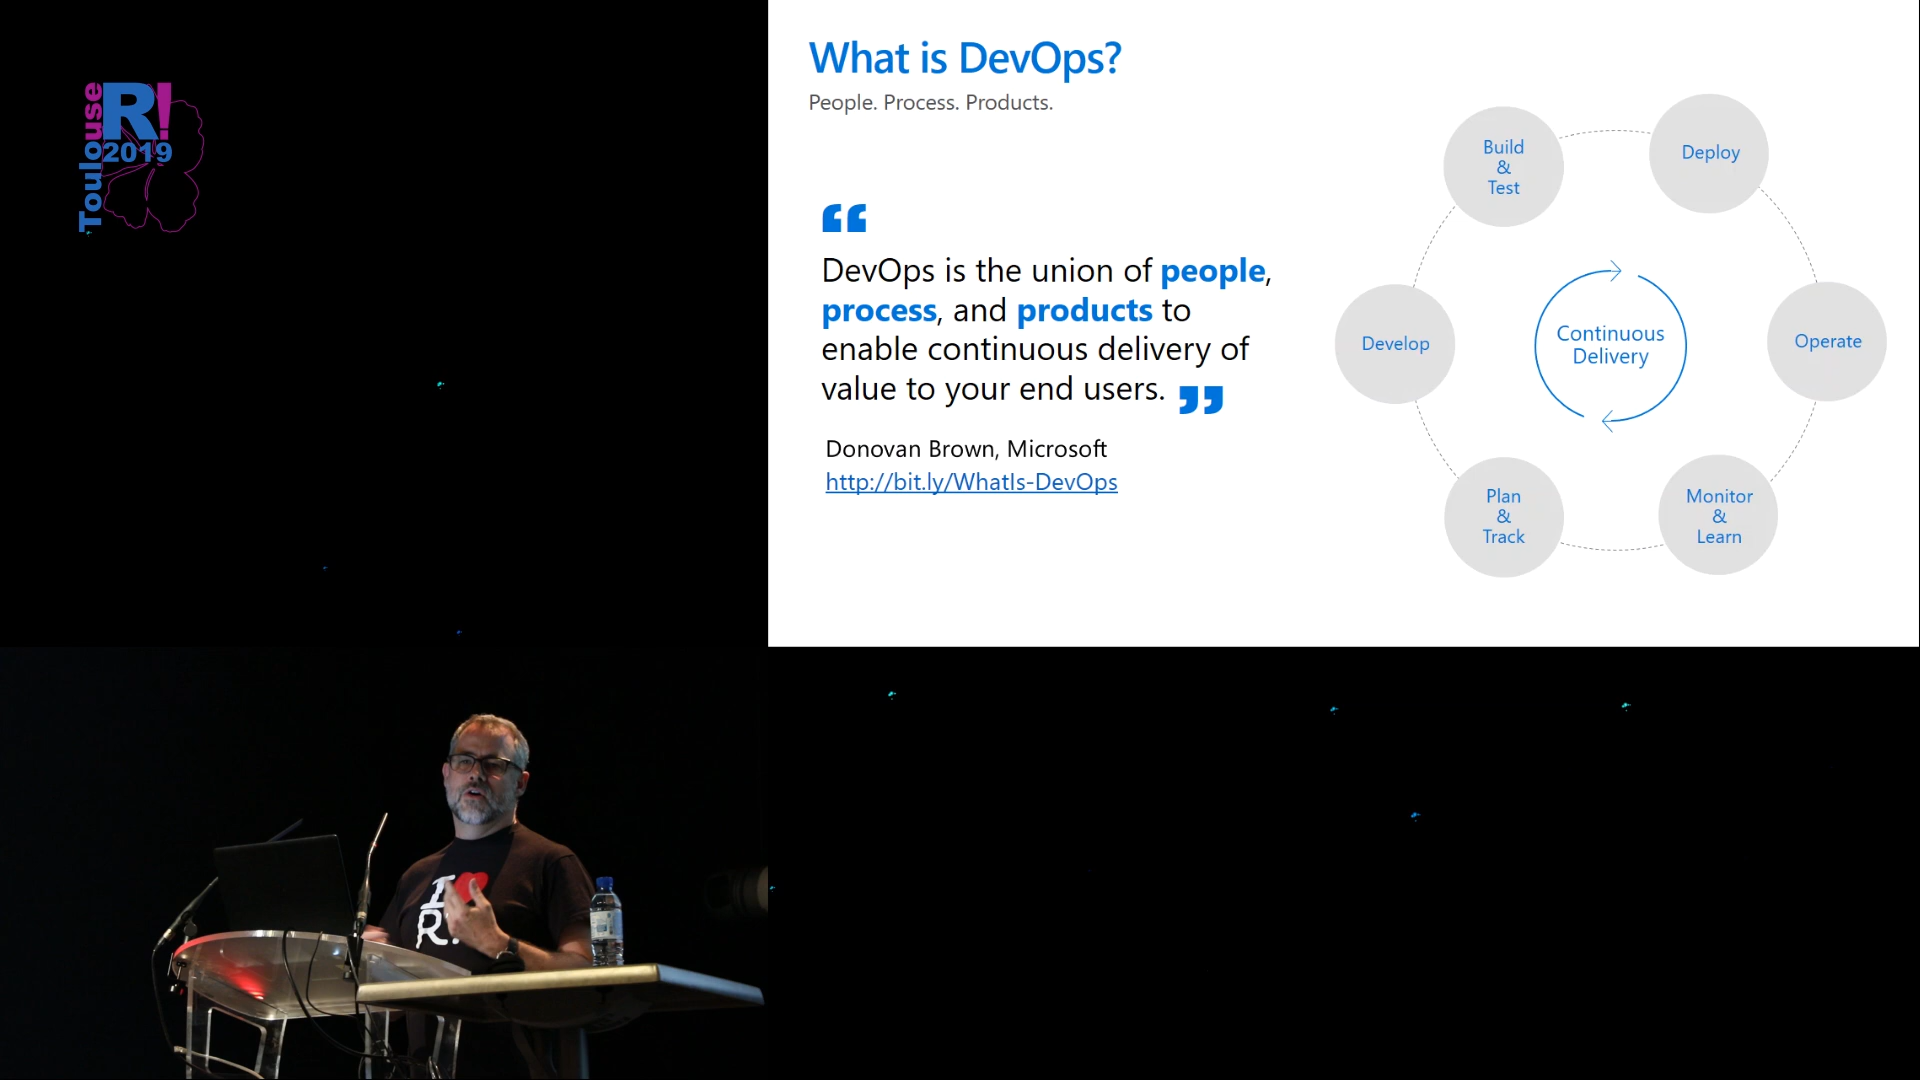 Toulouse
R!
2019
What is DevOps?
People. Process. Products.
“
DevOps is the union of people,
process, and products to
enable continuous delivery of
value to your end users. ”
Donovan Brown, Microsoft
http://bit.ly/WhatIs-DevOps
Build
&
Test
Deploy
Develop
Continuous
Delivery
Operate
Plan
&
Track
Monitor
&
Learn
I
R